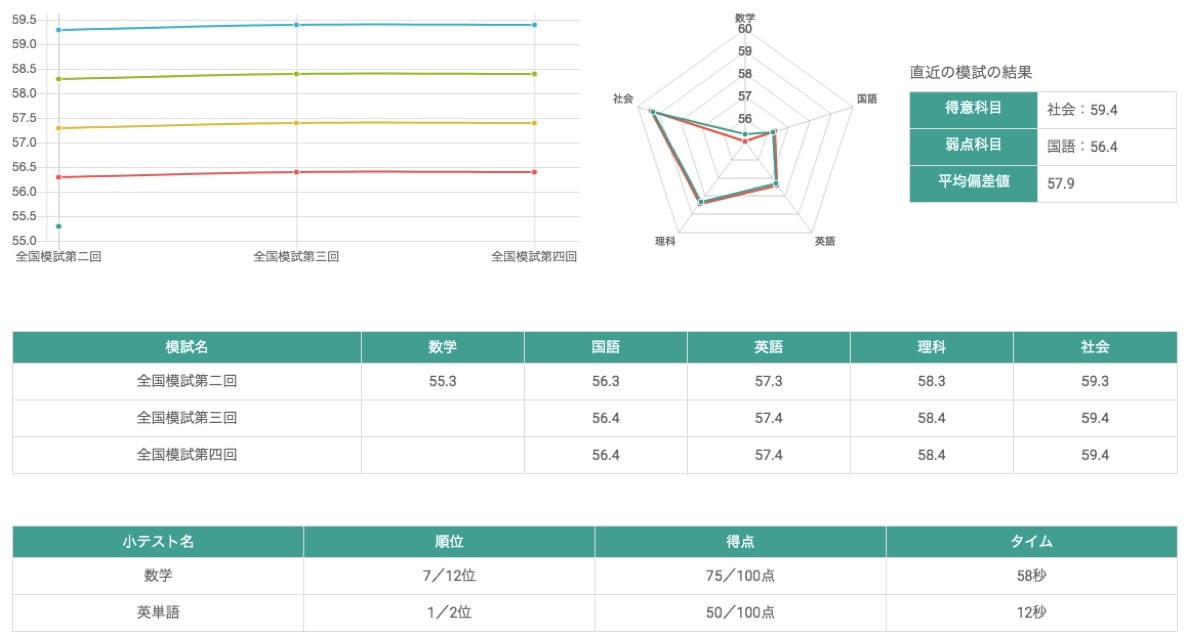 59.5
59.0
58.5
58.0
57.5
57.0
56.5
56.0
55.5
55.0
全国模試第二回 全国模試第三回 全国模試第四回
数学
60
59
58
57
56
社会
国語
理科
英語
直近の模試の結果
得意科目 社会：59.4
弱点科目 国語：56.4
平均偏差値 57.9
模試名 数学 国語 英語 理科 社会
全国模試第二回 55.3 56.3 57.3 58.3 59.3
全国模試第三回 56.4 57.4 58.4 59.4
全国模試第四回 56.4 57.4 58.4 59.4
小テスト名 順位 得点 タイム
数学 7／12位 75／100点 58秒
英単語 1／2位 50／100点 12秒